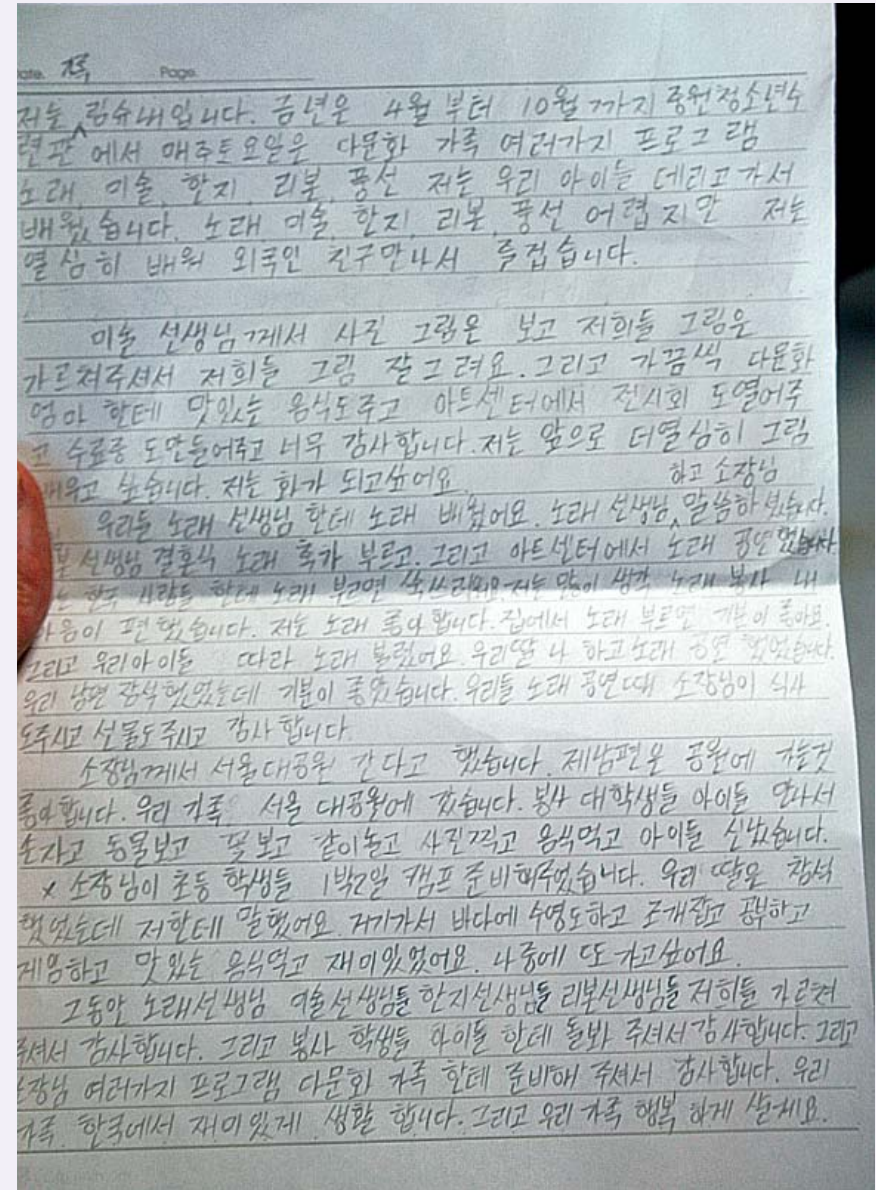 Date. Page.
저는 림슈내입니다. 금년은 4월 부터 10월 까지 중원청소년수
련관 에서 매주토요일은 다문화 가족 여러가지 프로그램
노래, 미술, 한지, 리본, 풍선 저는 우리 아이들 데리고가서
배웠습니다. 노래 미술, 한지, 리본, 풍선 어렵지만 저는
열심히 배워 외국인 친구만나서 즐겁습니다.
미술 선생님께서 사진 그림은 보고 저희들 그림은
가르쳐주셔서 저희들 그림 잘그려요. 그리고 가끔씩 다문화
엄마 한테 맛있는 음식도주고 아트센터에서 전시회 도열어주
고 수료증 도만들어주고 너무 감사합니다. 저는 앞으로 더열심히 그림
배우고 싶습니다. 저는 화가 되고싶어요.
하고 소장님
우리들 노래 선생님 한테 노래 배웠어요. 노래 선생님 말씀하셨습니다.
선생님 결혼식 노래 축가 부르고. 그리고 아트센터에서 노래 공연
한국 사람들 한테 노래 부르면 저는 많이 생각 노래 봉사 내
마음이 편했습니다. 저는 노래 좋아합니다. 집에서 노래 부르면 기분이 좋아요.
그리고 우리아이들 따라 노래 불렀어요. 우리딸 나 하고노래 공연 했었습니다.
우리 남편 참석했었는데 기분이 좋았습니다. 우리들 노래 공연때 소장님이 식사
도주시고 선물도주시고 감사합니다.
소장님께서 서울대공원 간다고 했습니다. 제남편은 공원에 가는것
좋아합니다. 우리 가족 서울 대공원에 갔습니다. 봉사 대학생들 아이들 만나서
손자고 동물보고 꽃보고 같이놀고 사진찍고 음식먹고 아이들 신났습니다.
x 소장님이 초등 학생들 1박2일 캠프 준비해주었습니다. 우리 딸은 참석
했었는데 저한테 말했어요. 거기가서 바다에 수영도하고 조개잡고 공부하고
게임하고 맛있는 음식먹고 재미있었어요. 나중에 또 가고싶어요.
그동안 노래선생님 미술선생님들 한지선생님들 리본선생님들 저희들 가르쳐
주셔서 감사합니다. 그리고 봉사 학생들 아이들 한테 돌봐 주셔서 감사합니다. 그리고
소장님 여러가지 프로그램 다문화 가족 한테 준비해 주셔서 감사합니다. 우리
가족 한국에서 재미있게 생활 합니다. 그리고 우리 가족 행복 하게 살게요.